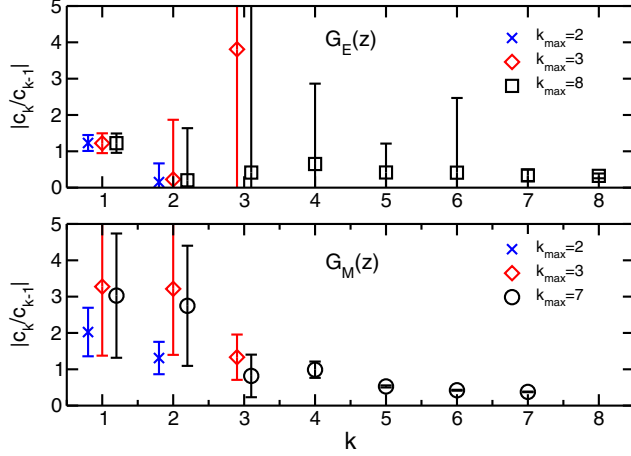 5
4
3
2
1
0
|c_k/c_{k-1}|
G_E(z)
k_max=2
k_max=3
k_max=8
1 2 3 4 5 6 7 8
5
4
3
2
1
0
|c_k/c_{k-1}|
G_M(z)
k_max=2
k_max=3
k_max=7
1 2 3 4 5 6 7 8
k